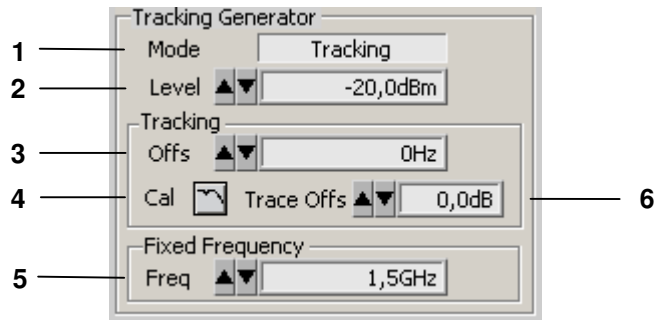 Tracking Generator
1 Mode Tracking
2 Level -20,0dBm
Tracking
3 Offs 0Hz
4 Cal Trace Offs 0,0dB 6
Fixed Frequency
5 Freq 1,5GHz